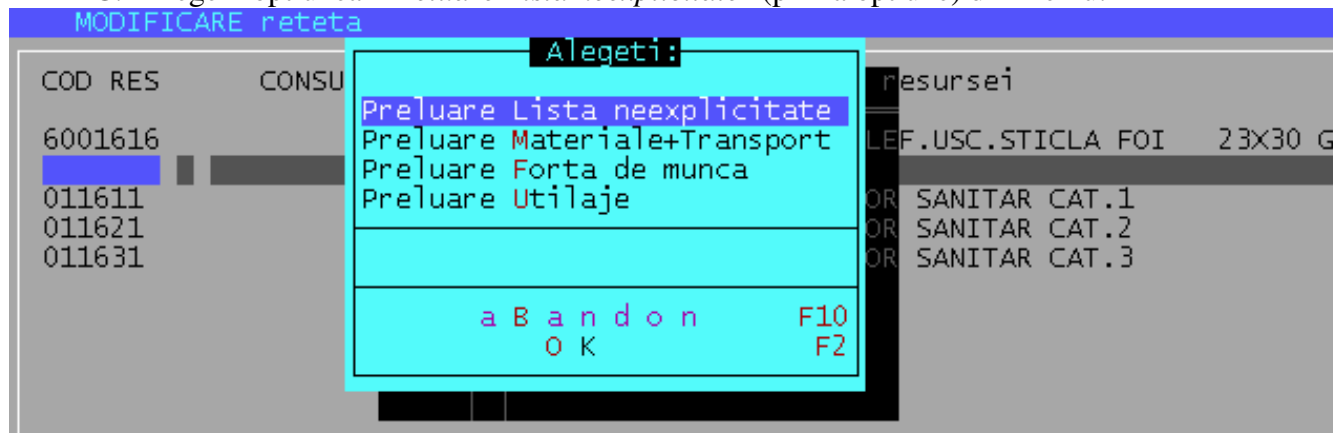 MODIFICARE reteta
Alegeti:
COD RES CONSU resursei
Preluare Lista neexplicitate
6001616 Preluare Materiale+Transport LEF.USC.STICLA FOI 23X30 G
Preluare Forta de munca
011611 Preluare Utilaje OR SANITAR CAT.1
011621 OR SANITAR CAT.2
011631 OR SANITAR CAT.3
a B a n d o n F10
O K F2